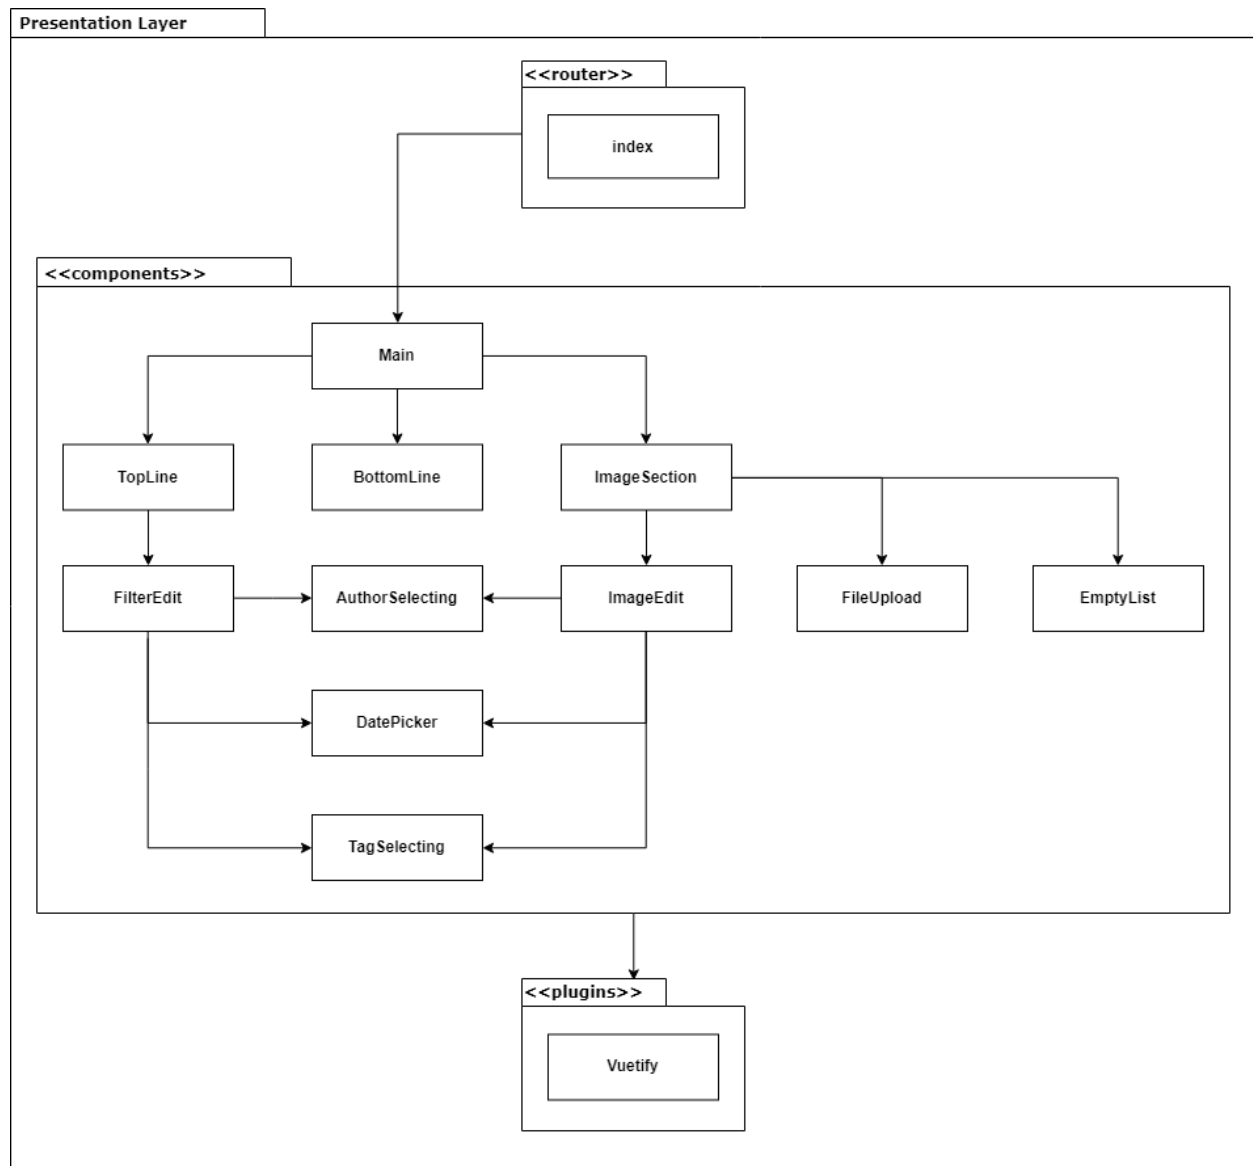 Presentation Layer
<<router>>
index
<<components>>
Main
TopLine
BottomLine
ImageSection
FilterEdit
AuthorSelecting
ImageEdit
FileUpload
EmptyList
DatePicker
TagSelecting
<<plugins>>
Vuetify